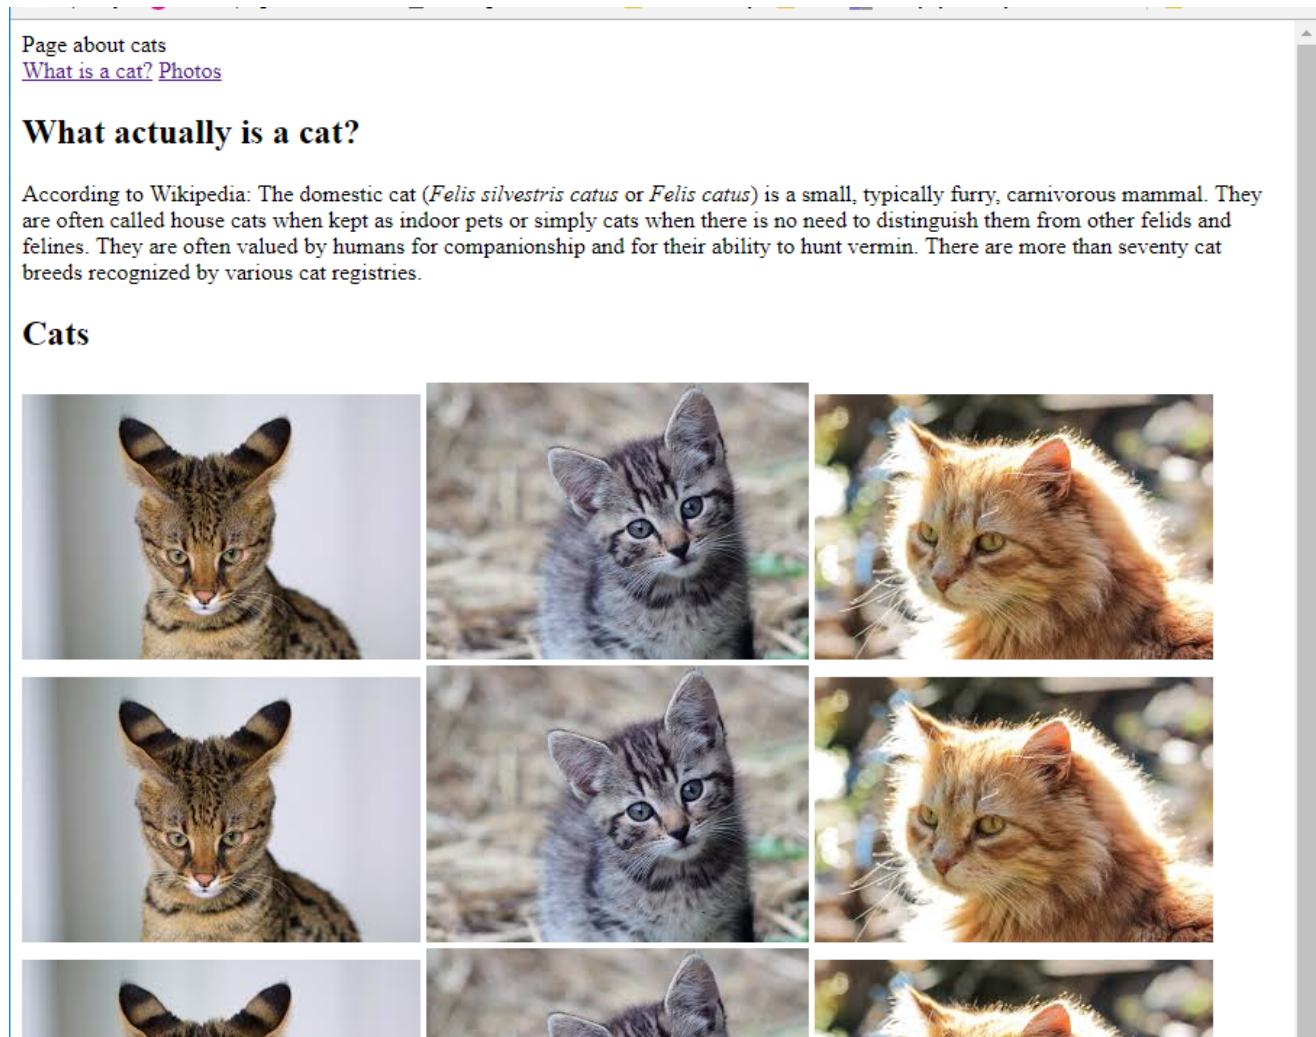 Page about cats
What is a cat? Photos
What actually is a cat?
According to Wikipedia: The domestic cat (Felis silvestris catus or Felis catus) is a small, typically furry, carnivorous mammal. They
are often called house cats when kept as indoor pets or simply cats when there is no need to distinguish them from other felids and
felines. They are often valued by humans for companionship and for their ability to hunt vermin. There are more than seventy cat
breeds recognized by various cat registries.
Cats